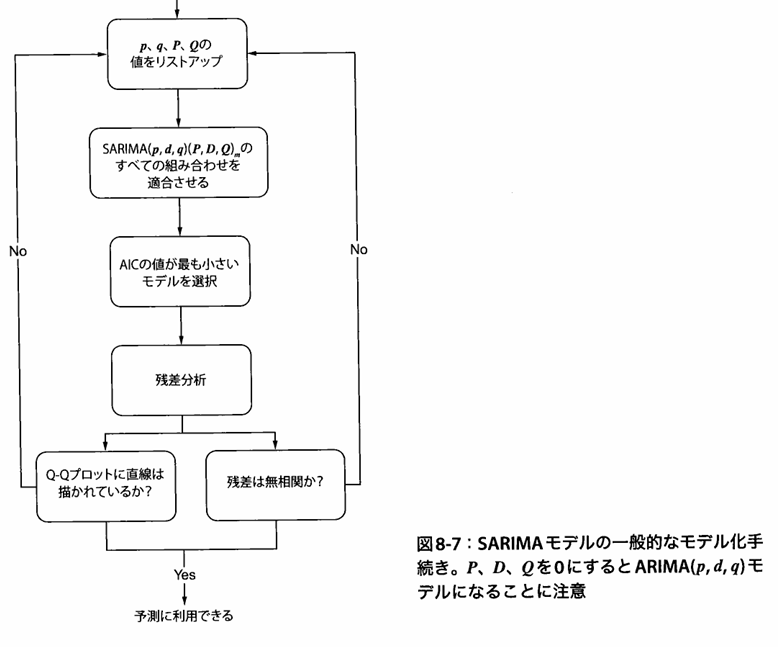 p、q、P、Qの
値をリストアップ
SARIMA(p, d, q)(P, D, Q)mの
すべての組み合わせを
適合させる
No
No
AICの値が最も小さい
モデルを選択
残差分析
Q-Qプロットに直線は
描かれているか？
残差は無相関か？
Yes
予測に利用できる
図8-7：SARIMAモデルの一般的なモデル化手
続き。P、D、Qを0にするとARIMA(p, d, q)モ
デルになることに注意